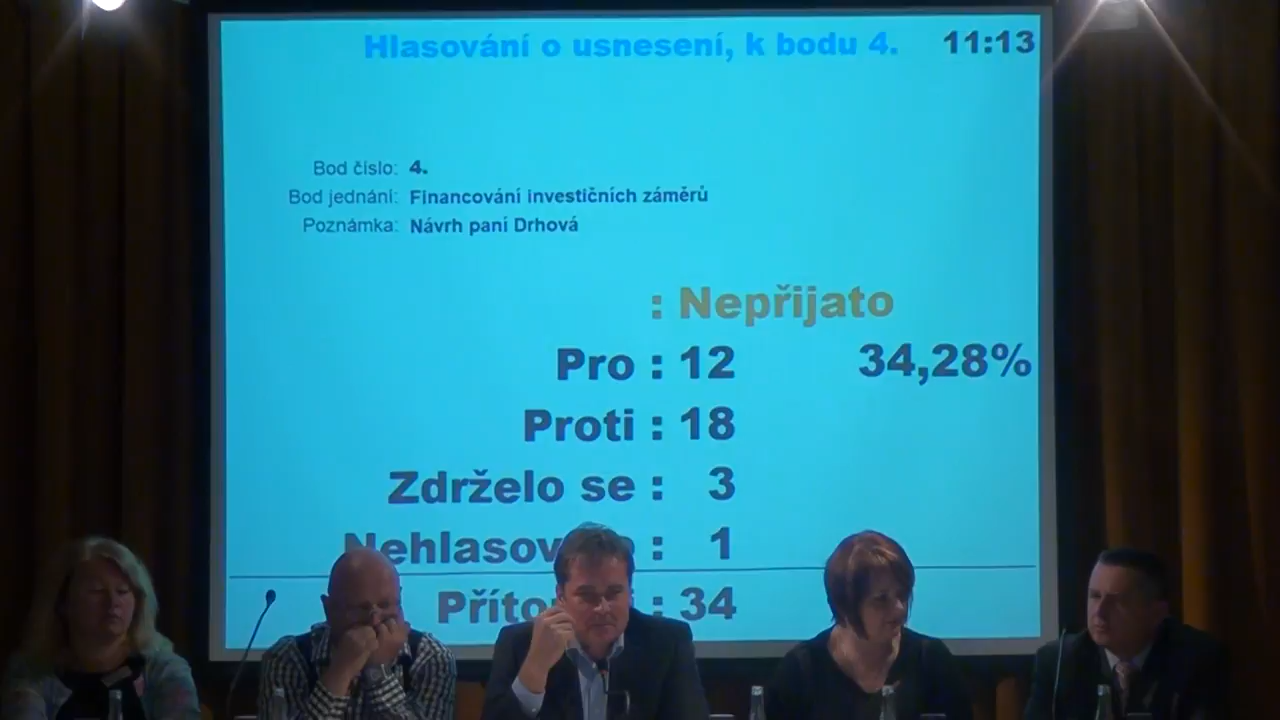 Hlasování o usnesení, k bodu 4. 11:13
Bod číslo: 4.
Bod jednání: Financování investičních záměrů
Poznámka: Návrh paní Drhová
: Nepřijato
Pro : 12 34,28%
Proti : 18
Zdrželo se : 3
: 1
: 34